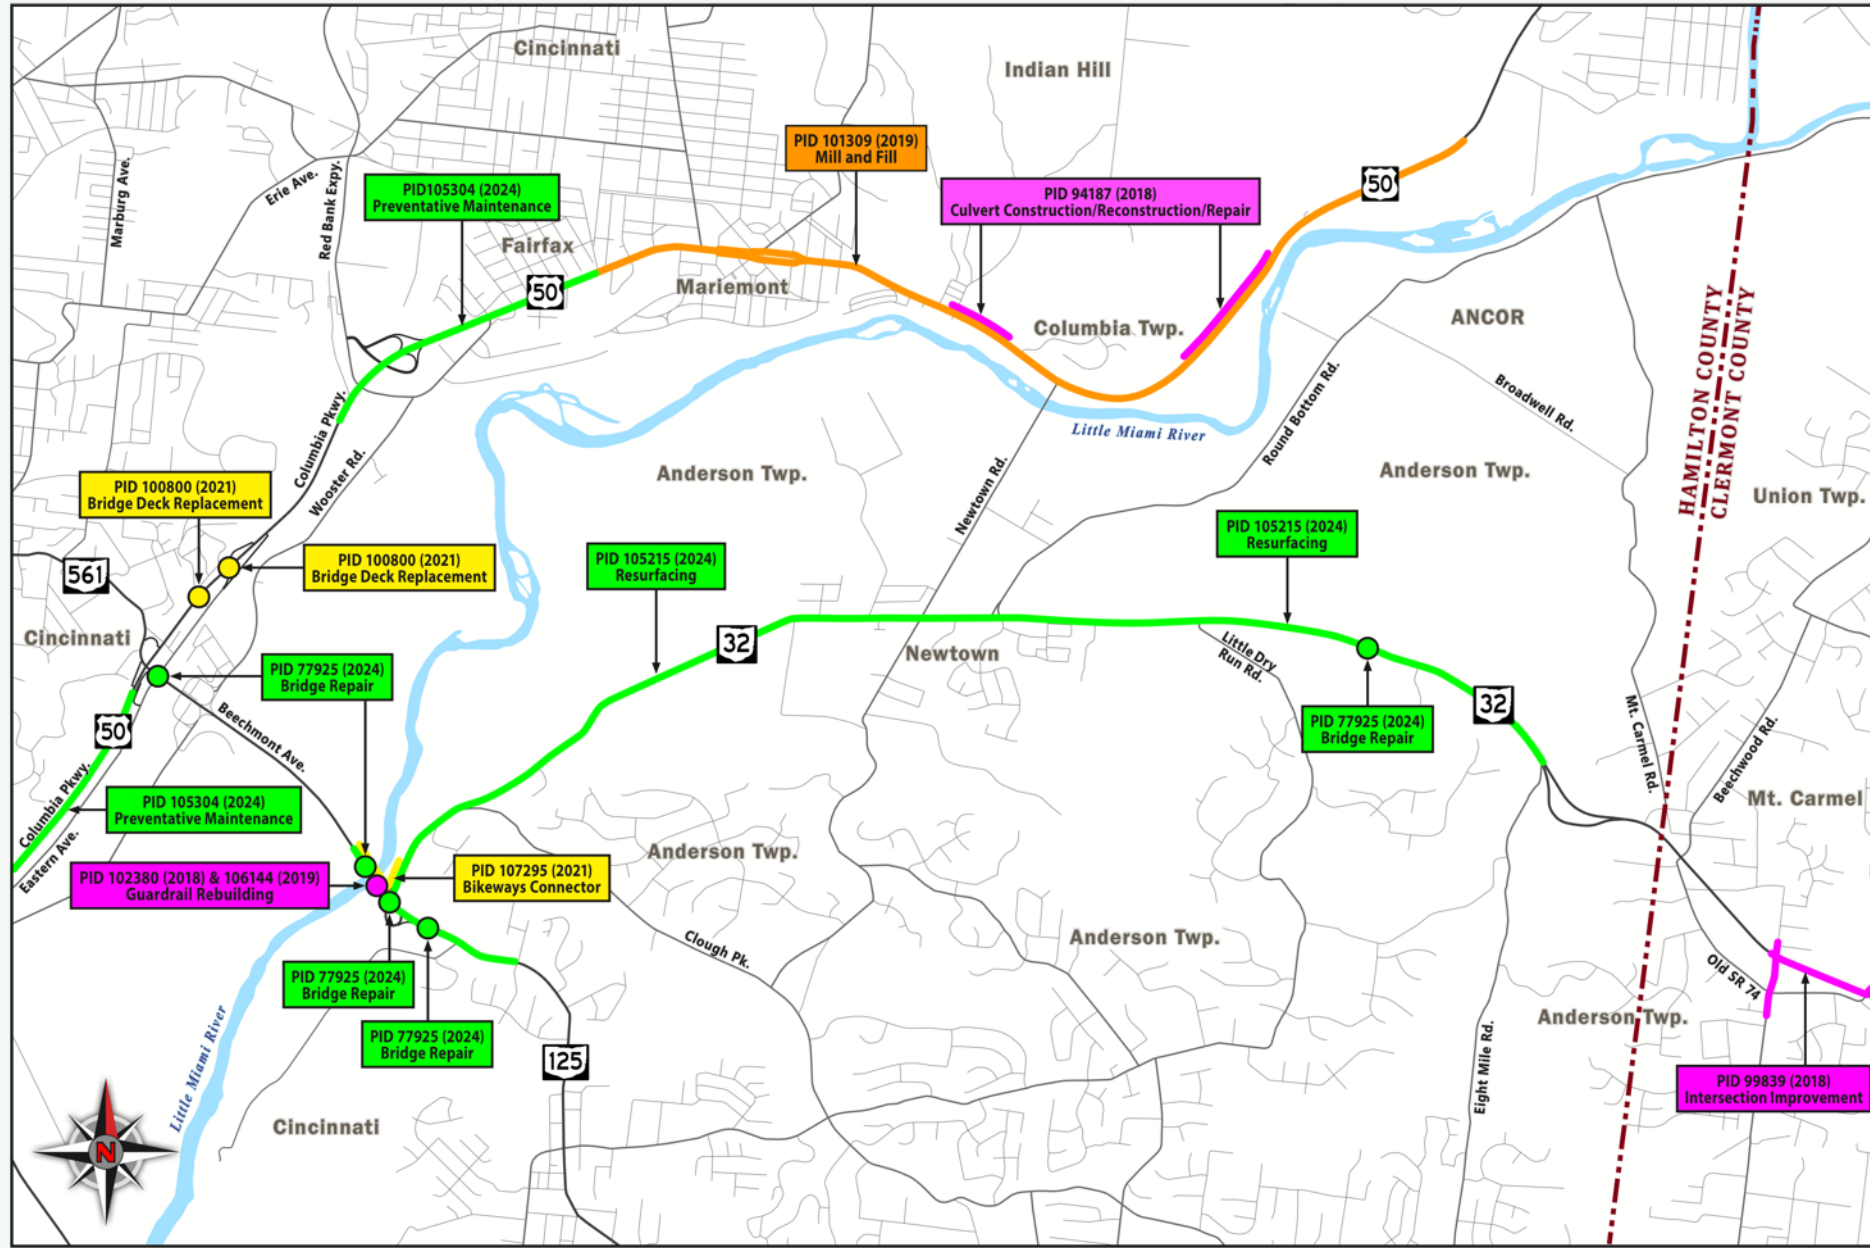 Cincinnati
Indian Hill
PID 101309 (2019)
Mill and Fill
Marburg Ave.
Erie Ave.
Red Bank Expy.
PID105304 (2024)
Preventative Maintenance
PID 94187 (2018)
Culvert Construction/Reconstruction/Repair
50
Fairfax
50
Mariemont
Columbia Twp.
ANCOR
HAMILTON COUNTY
CLERMONT COUNTY
Columbia Pkwy.
Wooster Rd.
Little Miami River
Round Bottom Rd.
Broadwell Rd.
Anderson Twp.
Newtown Rd.
Anderson Twp.
Union Twp.
PID 100800 (2021)
Bridge Deck Replacement
PID 100800 (2021)
Bridge Deck Replacement
561
PID 105215 (2024)
Resurfacing
PID 105215 (2024)
Resurfacing
Cincinnati
32
Newtown
Little Dry
Run Rd.
PID 77925 (2024)
Bridge Repair
32
PID 77925 (2024)
Bridge Repair
Mt. Carmel Rd.
Beechwood Rd.
50
Beechmont Ave.
Columbia Pkwy.
Eastern Ave.
PID 105304 (2024)
Preventative Maintenance
Mt. Carmel
Anderson Twp.
PID 102380 (2018) & 106144 (2019)
Guardrail Rebuilding
PID 107295 (2021)
Bikeways Connector
Clough Pk.
Anderson Twp.
Old SR 74
PID 77925 (2024)
Bridge Repair
PID 77925 (2024)
Bridge Repair
Anderson Twp.
Little Miami River
125
Eight Mile Rd.
PID 99839 (2018)
Intersection Improvement
Cincinnati
N